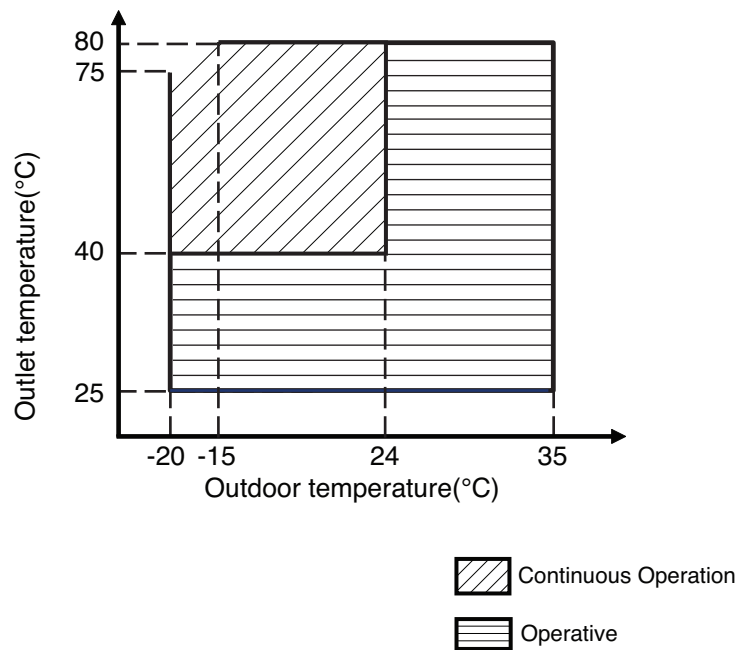 80
75
40
25
Outlet temperature(°C)
-20 -15 24 35
Outdoor temperature(°C)
Continuous Operation
Operative